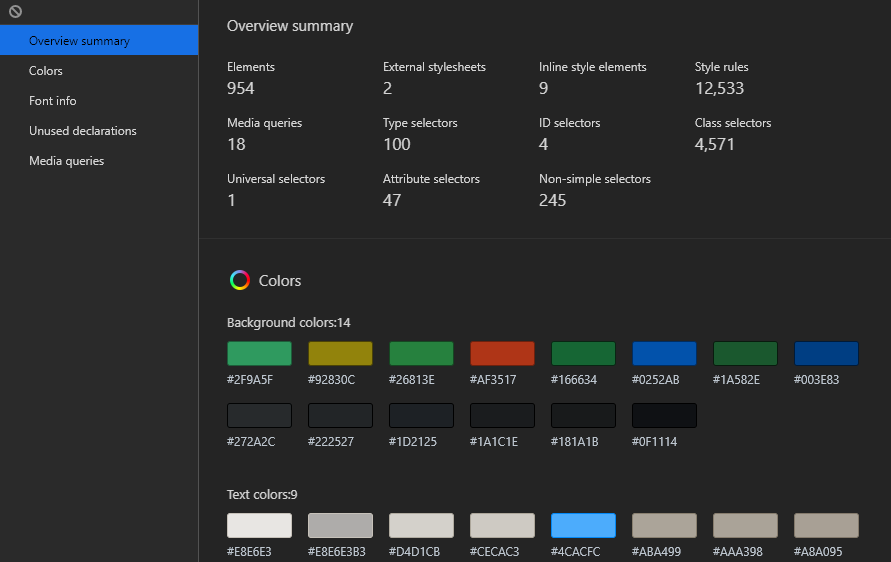 Overview summary
Colors
Font info
Unused declarations
Media queries
Overview summary
Elements External stylesheets Inline style elements Style rules
954 2 9 12,533
Media queries Type selectors ID selectors Class selectors
18 100 4 4,571
Universal selectors Attribute selectors Non-simple selectors
1 47 245
Colors
Background colors:14
#2F9A5F #92830C #26813E #AF3517 #166634 #0252AB #1A582E #003E83
#272A2C #222527 #1D2125 #1A1C1E #181A1B #0F1114
Text colors:9
#E8E6E3 #E8E6E3B3 #D4D1CB #CECAC3 #4CACFC #ABA499 #AAA398 #A8A095